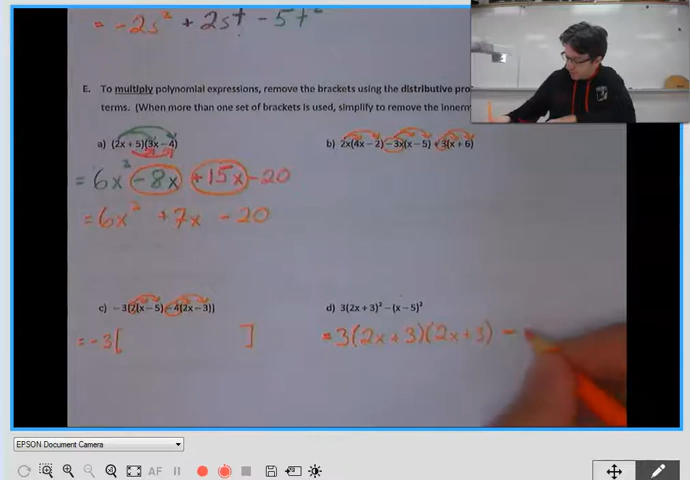 = -2s² + 2st - 5t²
E. To multiply polynomial expressions, remove the brackets using the distributive pro
terms. (When more than one set of brackets is used, simplify to remove the innerm
a) (2x + 5)(3x – 4)
= 6x² - 8x + 15x - 20
= 6x² + 7x - 20
b) 2x(4x – 2) – 3x(x – 5) + 3(x + 6)
c) – 3(2(x – 5) – 4(2x – 3))
= -3[ ]
d) 3(2x + 3)² – (x – 5)²
= 3(2x + 3)(2x + 3) -
EPSON Document Camera
AF